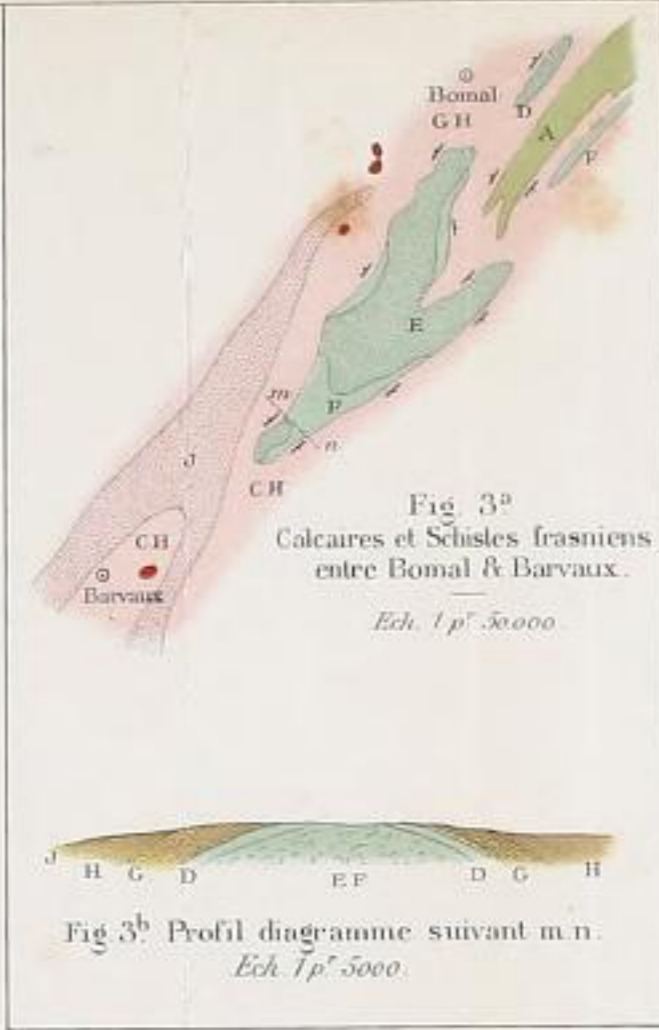 Bomal
G H
D
A
F
E
m
F
n
J
C H
C H
Barvaux
Fig. 3ª
Calcaires et Schistes frasniens
entre Bomal & Barvaux.
Ech. 1 pʳ 50.000
J H G D E F D G H
Fig. 3ᵇ. Profil diagramme suivant m.n.
Ech. 1 pʳ 5000.